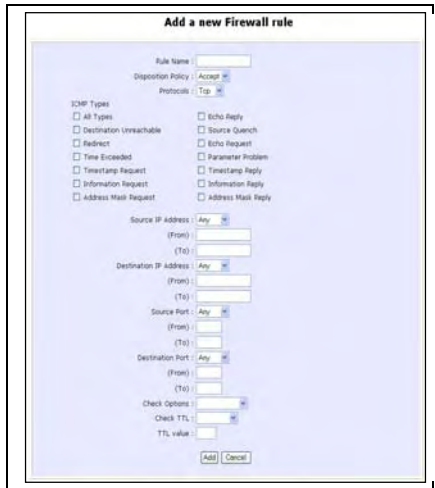 Add a new Firewall rule
Rule Name :
Disposition Policy : Accept
Protocols : Tcp
ICMP Types
All Types Echo Reply
Destination Unreachable Source Quench
Redirect Echo Request
Time Exceeded Parameter Problem
Timestamp Request Timestamp Reply
Information Request Information Reply
Address Mask Request Address Mask Reply
Source IP Address : Any
(From) :
(To) :
Destination IP Address : Any
(From) :
(To) :
Source Port : Any
(From) :
(To) :
Destination Port : Any
(From) :
(To) :
Check Options :
Check TTL :
TTL value :
Add Cancel